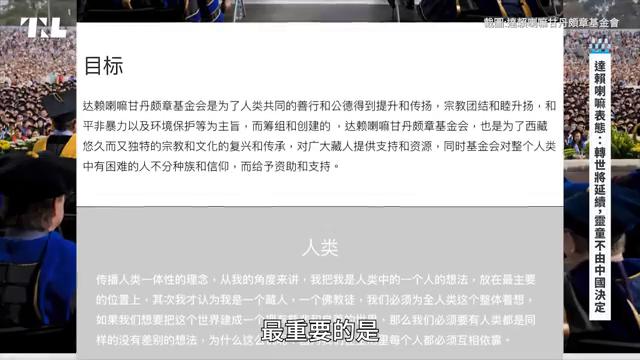 TNL
截圖:達賴喇嘛甘丹頗章基金會
目标
达赖喇嘛甘丹颇章基金会是为了人类共同的善行和公德得到提升和传扬，宗教团结和睦升扬，和
平非暴力以及环境保护等为主旨，而筹组和创建的 ，达赖喇嘛甘丹颇章基金会，也是为了西藏
悠久而又独特的宗教和文化的复兴和传承，对广大藏人提供支持和资源，同时基金会对整个人类
中有困难的人不分种族和信仰，而给予资助和支持。
達賴喇嘛表態：轉世將延續，靈童不由中國決定
人类
传播人类一体性的理念，从我的角度来讲，我把我是人类中的一个人的想法，放在最主要
的位置上，其次我才认为我是一个藏人，一个佛教徒，我们必须为全人类这个整体着想，
如果我们想要把这个世界建成一个
那么我们必须要有人类都是同
样的没有差别的想法，为什么这么
里每个人都必须互相依靠。
最重要的是